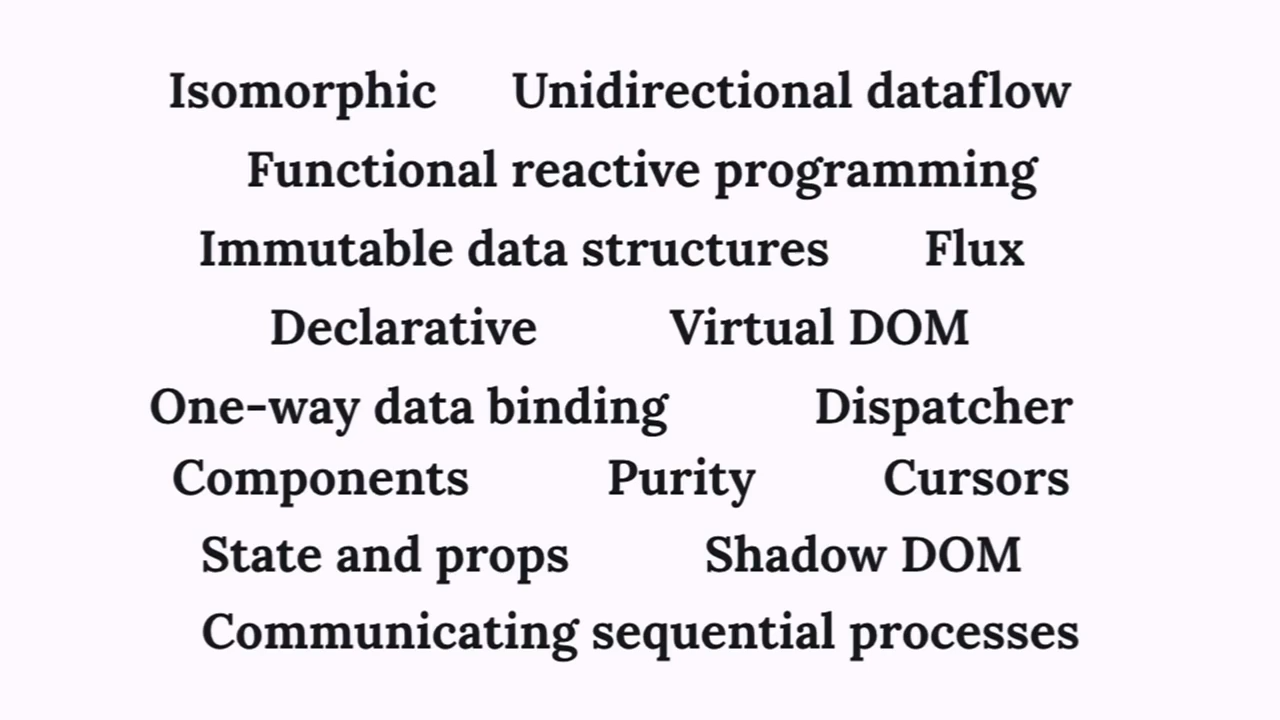 Isomorphic Unidirectional dataflow
Functional reactive programming
Immutable data structures Flux
Declarative Virtual DOM
One-way data binding Dispatcher
Components Purity Cursors
State and props Shadow DOM
Communicating sequential processes